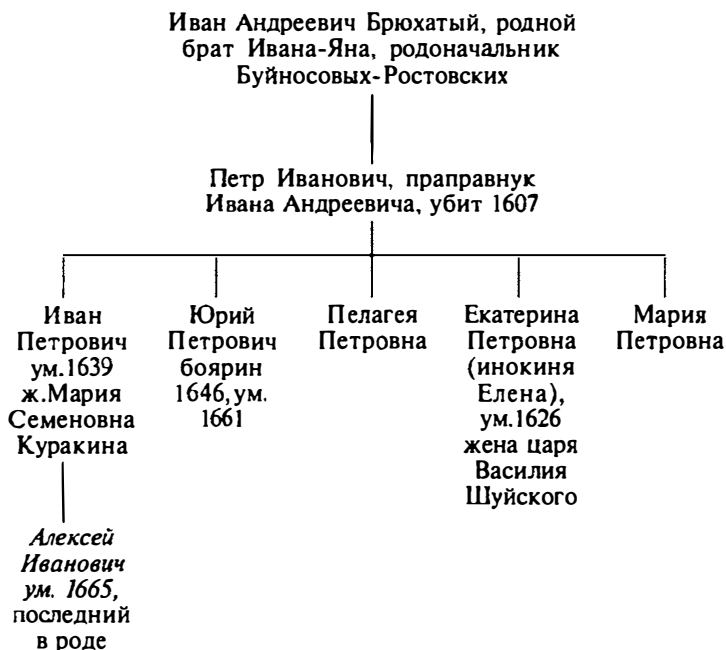 Иван Андреевич Брюхатый, родной
брат Ивана-Яна, родоначальник
Буйносовых-Ростовских
Петр Иванович, праправнук
Ивана Андреевича, убит 1607
Иван
Петрович
ум.1639
ж.Мария
Семеновна
Куракина
Юрий
Петрович
боярин
1646,ум.
1661
Пелагея
Петровна
Екатерина
Петровна
(инокиня
Елена),
ум.1626
жена царя
Василия
Шуйского
Мария
Петровна
Алексей
Иванович
ум. 1665,
последний
в роде